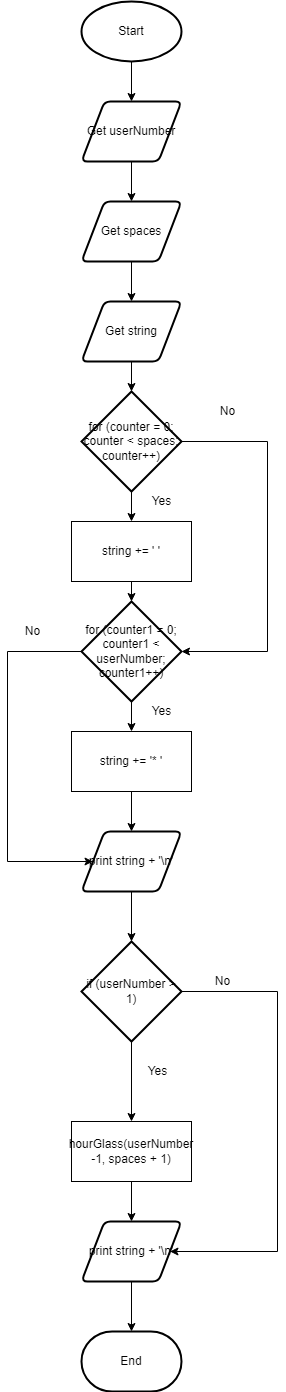 Start
Get userNumber
Get spaces
Get string
for (counter = 0;
counter < spaces;
counter++)
No
Yes
string += ' '
for (counter1 = 0;
counter1 <
userNumber;
counter1++)
No
Yes
string += '* '
print string + '\n
if (userNumber >
1)
No
Yes
hourGlass(userNumber
-1, spaces + 1)
print string + '\n
End